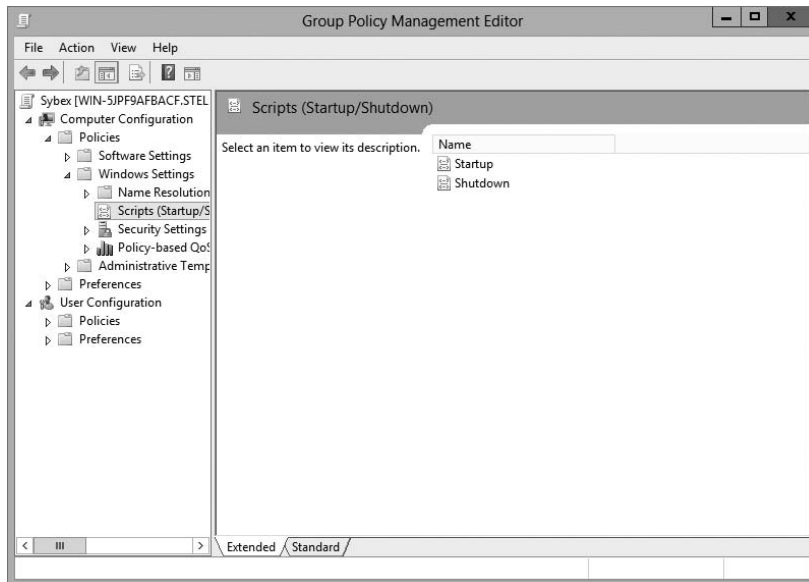 Group Policy Management Editor
File Action View Help
Sybex [WIN-5JPF9AFBACF.STEL
Computer Configuration
Policies
Software Settings
Windows Settings
Name Resolution
Scripts (Startup/S
Security Settings
Policy-based QoS
Administrative Temp
Preferences
User Configuration
Policies
Preferences
Scripts (Startup/Shutdown)
Select an item to view its description.
Name
Startup
Shutdown
Extended Standard